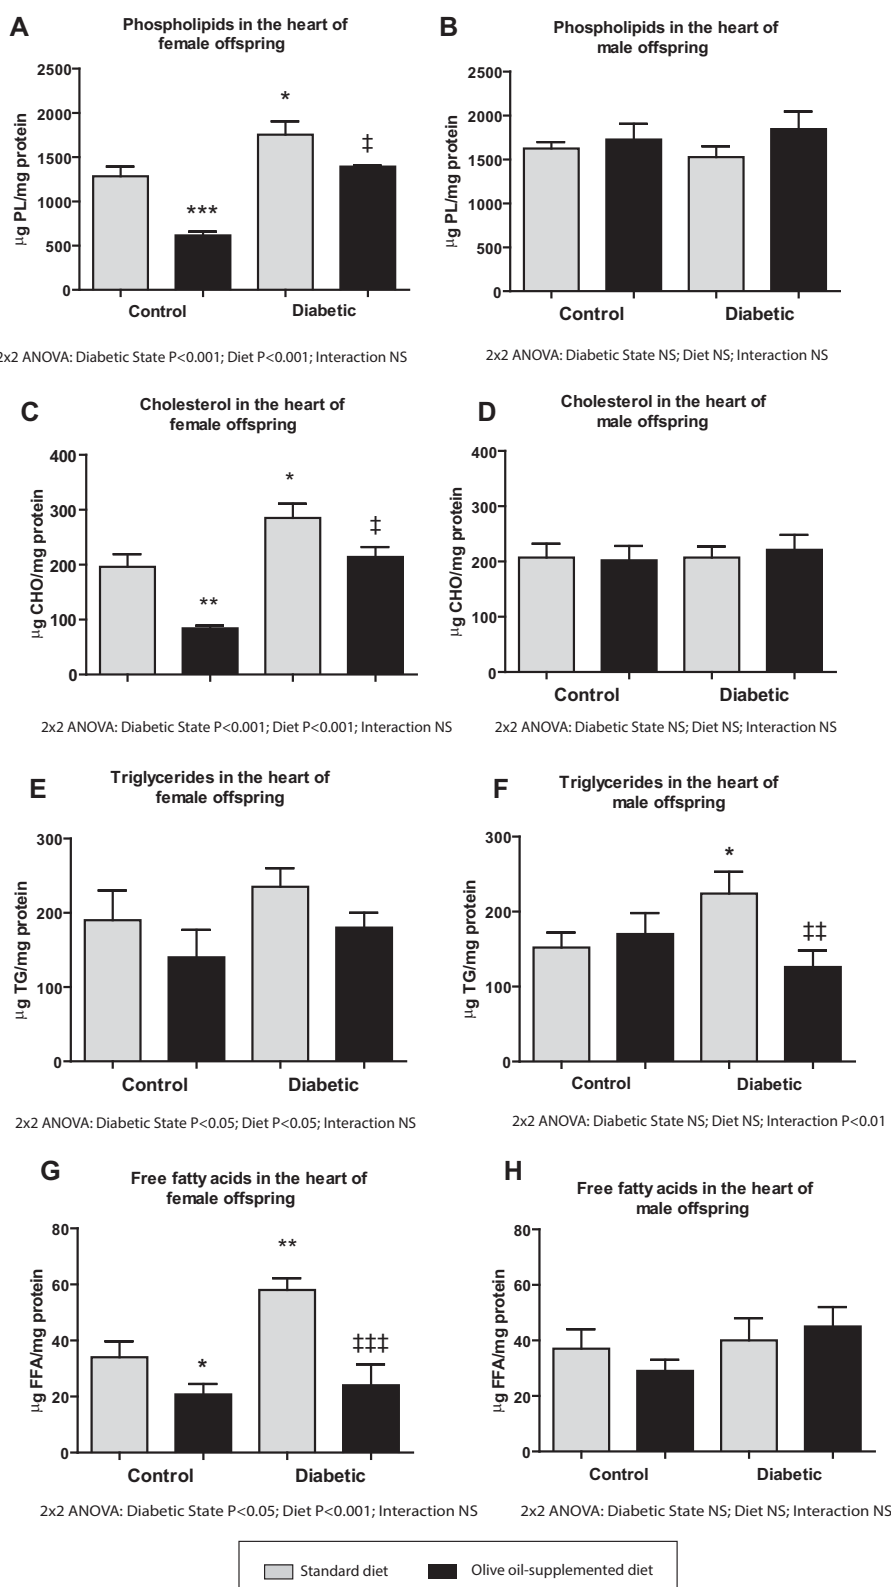 A
Phospholipids in the heart of
female offspring
2500
2000
1500
1000
500
0
µg PL/mg protein
*
***
‡
Control
Diabetic
2x2 ANOVA: Diabetic State P<0.001; Diet P<0.001; Interaction NS
B
Phospholipids in the heart of
male offspring
2500
2000
1500
1000
500
0
µg PL/mg protein
Control
Diabetic
2x2 ANOVA: Diabetic State NS; Diet NS; Interaction NS
C
Cholesterol in the heart of
female offspring
400
300
200
100
0
µg CHO/mg protein
*
**
‡
2x2 ANOVA: Diabetic State P<0.001; Diet P<0.001; Interaction NS
D
Cholesterol in the heart of
male offspring
400
300
200
100
0
µg CHO/mg protein
Control
Diabetic
2x2 ANOVA: Diabetic State NS; Diet NS; Interaction NS
E
Triglycerides in the heart of
female offspring
300
200
100
0
µg TG/mg protein
Control
Diabetic
2x2 ANOVA: Diabetic State P<0.05; Diet P<0.05; Interaction NS
F
Triglycerides in the heart of
male offspring
300
200
100
0
µg TG/mg protein
*
‡‡
Control
Diabetic
2x2 ANOVA: Diabetic State NS; Diet NS; Interaction P<0.01
G
Free fatty acids in the heart of
female offspring
80
60
40
20
0
µg FFA/mg protein
*
**
‡‡‡
Control
Diabetic
2x2 ANOVA: Diabetic State P<0.05; Diet P<0.001; Interaction NS
H
Free fatty acids in the heart of
male offspring
80
60
40
20
0
µg FFA/mg protein
Control
Diabetic
2x2 ANOVA: Diabetic State NS; Diet NS; Interaction NS
Standard diet
Olive oil-supplemented diet